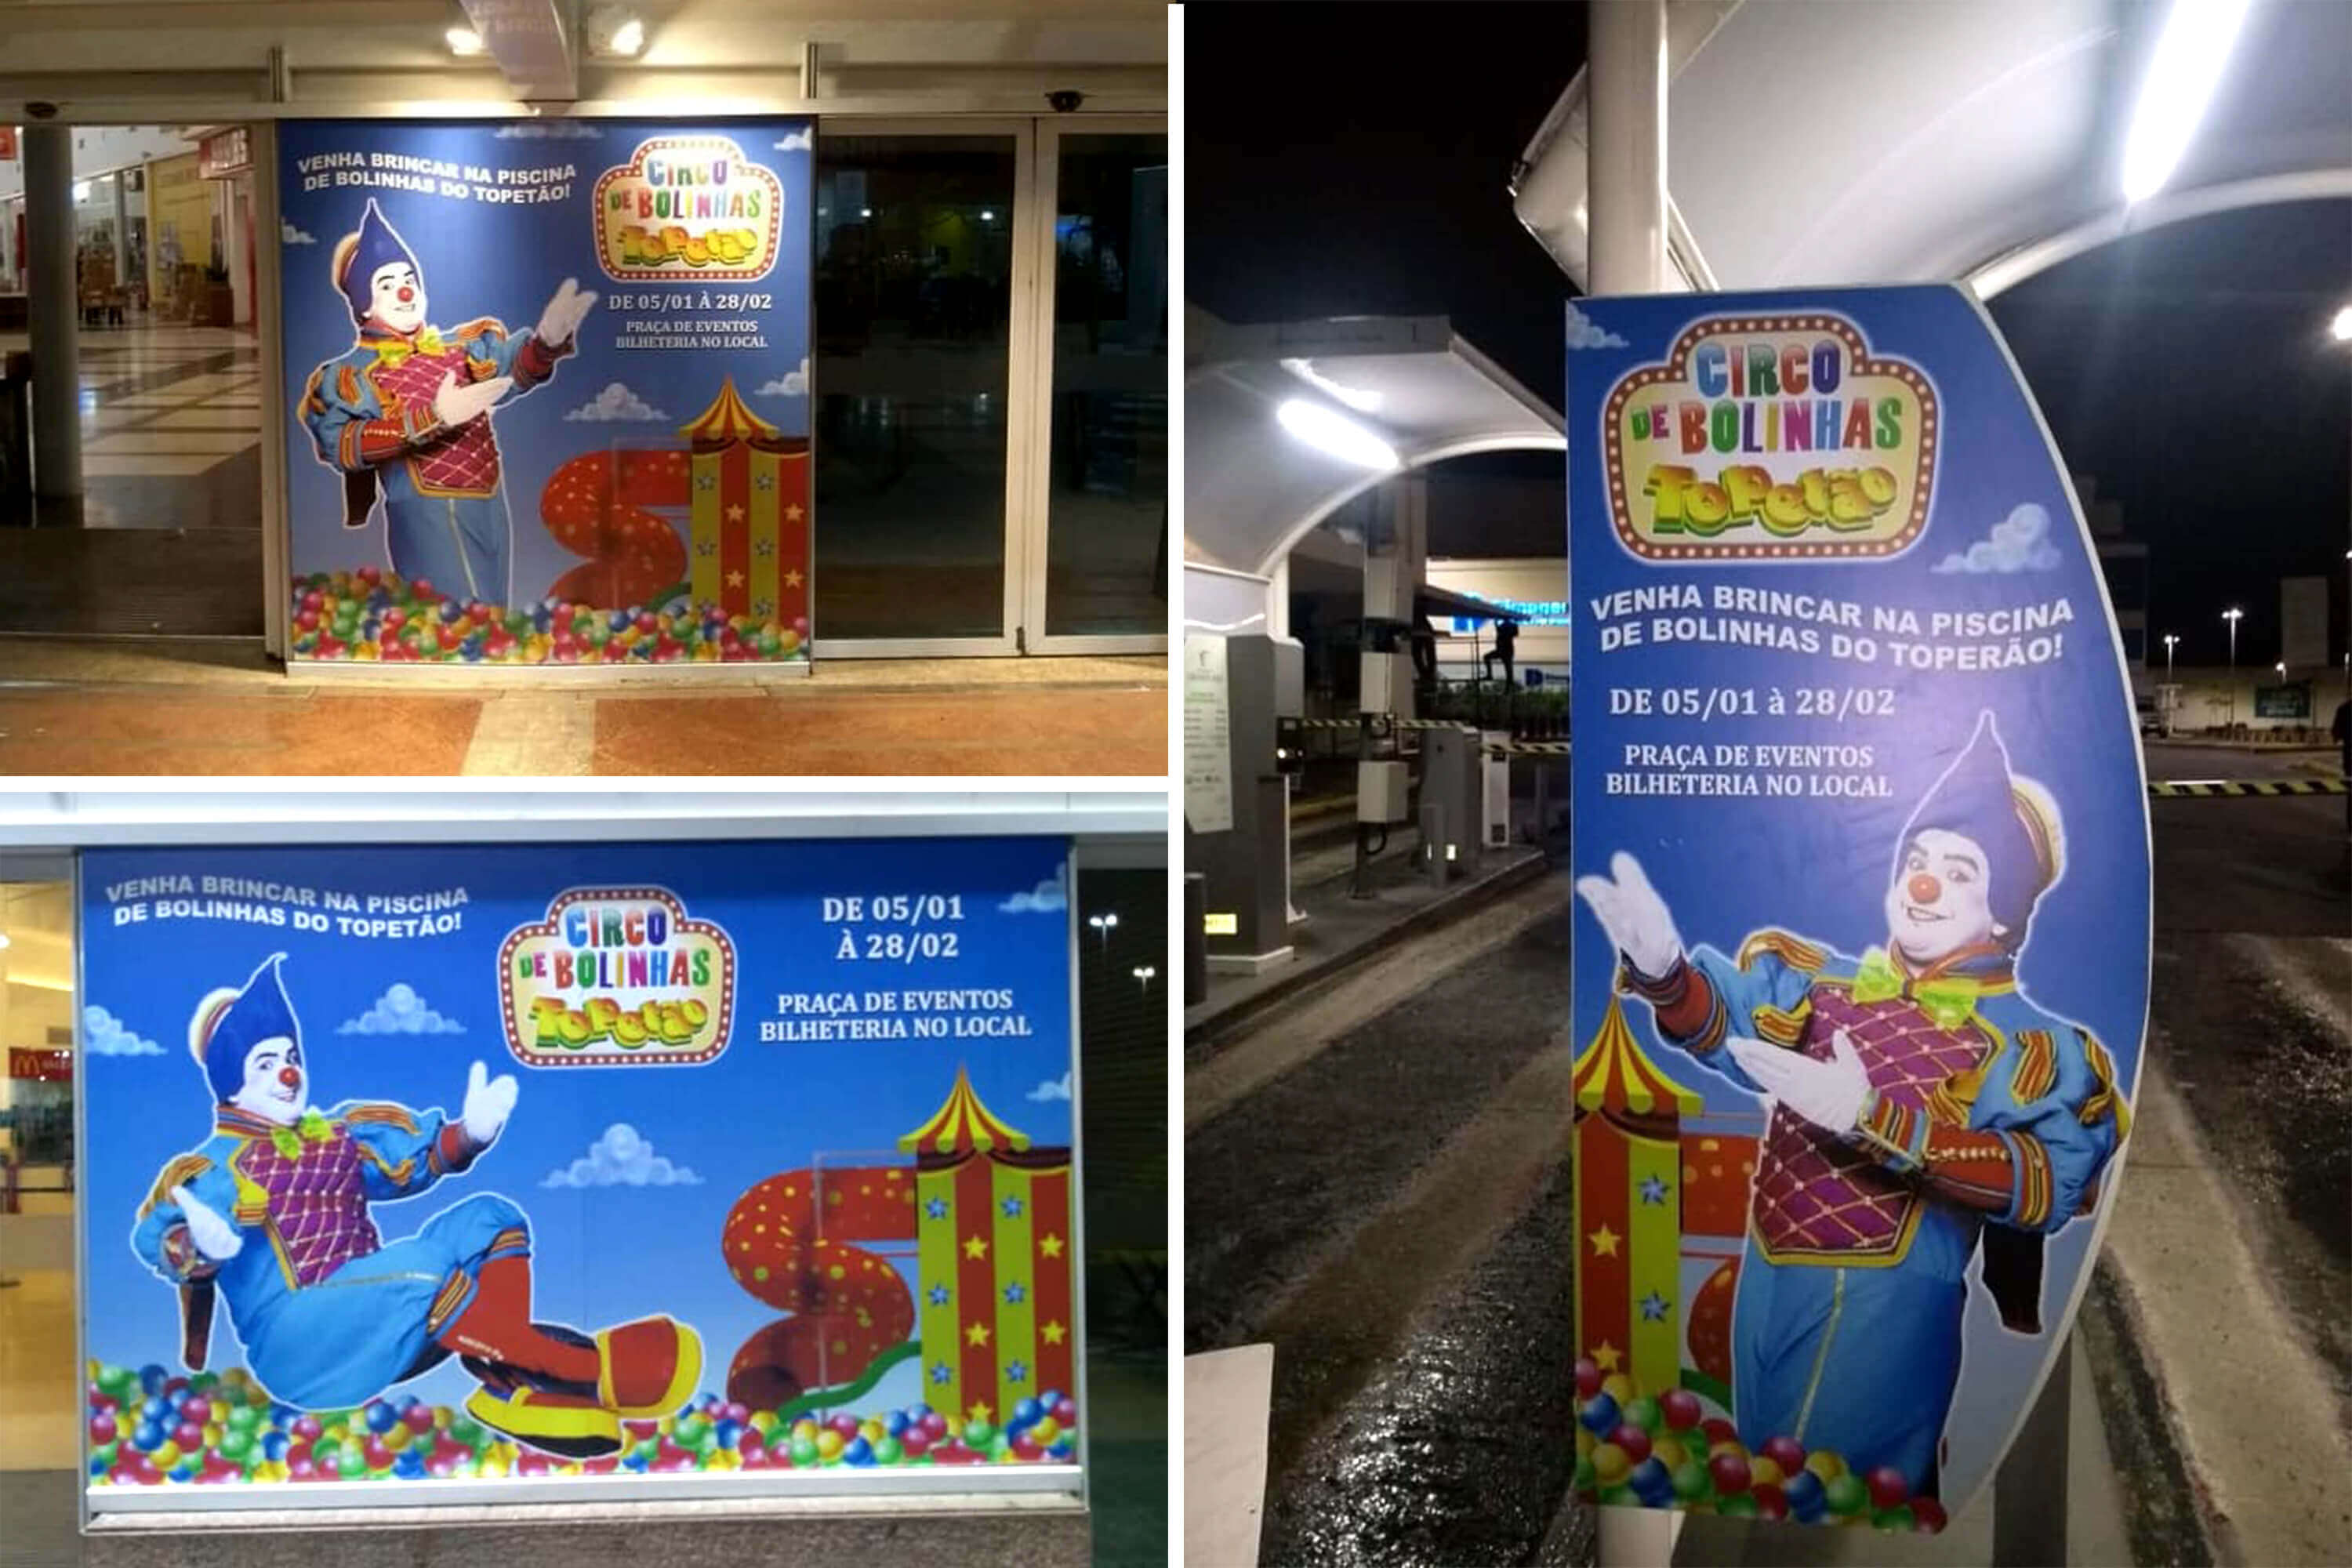 VENHA BRINCAR NA PISCINA
DE BOLINHAS DO TOPETÃO!
CIRCO
DE BOLINHAS
ToPetão
DE 05/01 À 28/02
PRAÇA DE EVENTOS
BILHETERIA NO LOCAL
VENHA BRINCAR NA PISCINA
DE BOLINHAS DO TOPETÃO!
CIRCO
DE BOLINHAS
ToPetão
DE 05/01
À 28/02
PRAÇA DE EVENTOS
BILHETERIA NO LOCAL
CIRCO
DE BOLINHAS
ToPetão
VENHA BRINCAR NA PISCINA
DE BOLINHAS DO TOPERÃO!
DE 05/01 à 28/02
PRAÇA DE EVENTOS
BILHETERIA NO LOCAL